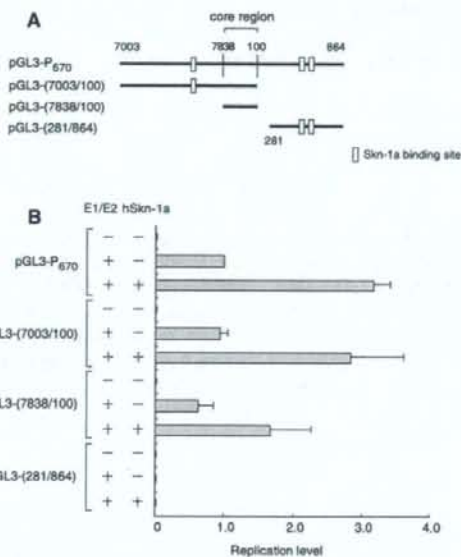 A
core region
7003 7838 100 864
pGL3-P670
pGL3-(7003/100)
pGL3-(7838/100)
pGL3-(281/864)
281
Skn-1a binding site
B
E1/E2 hSkn-1a
- -
pGL3-P670 + -
+ +
- -
GL3-(7003/100) + -
+ +
- -
GL3-(7838/100) + -
+ +
- -
GL3-(281/864) + -
+ +
0 1.0 2.0 3.0 4.0
Replication level